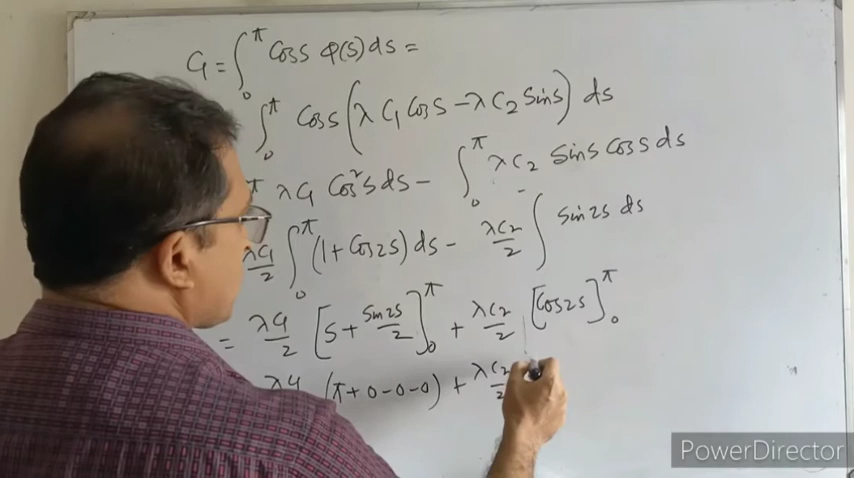 C₁ = ∫₀^π Cos s φ(s) ds =
∫₀^π Cos s (λ C₁ Cos s − λ C₂ Sin s) ds
π λ C₁ Cos² s ds − ∫₀^π λ C₂ Sin s Cos s ds
λC₁/2 ∫₀^π (1 + Cos 2s) ds − λC₂/2 ∫ Sin 2s ds
= λC₁/2 [s + Sin 2s/2]₀^π + λC₂/2 [Cos 2s]₀^π
λC₁ (π + 0 − 0 − 0) + λC₂/2
PowerDirector